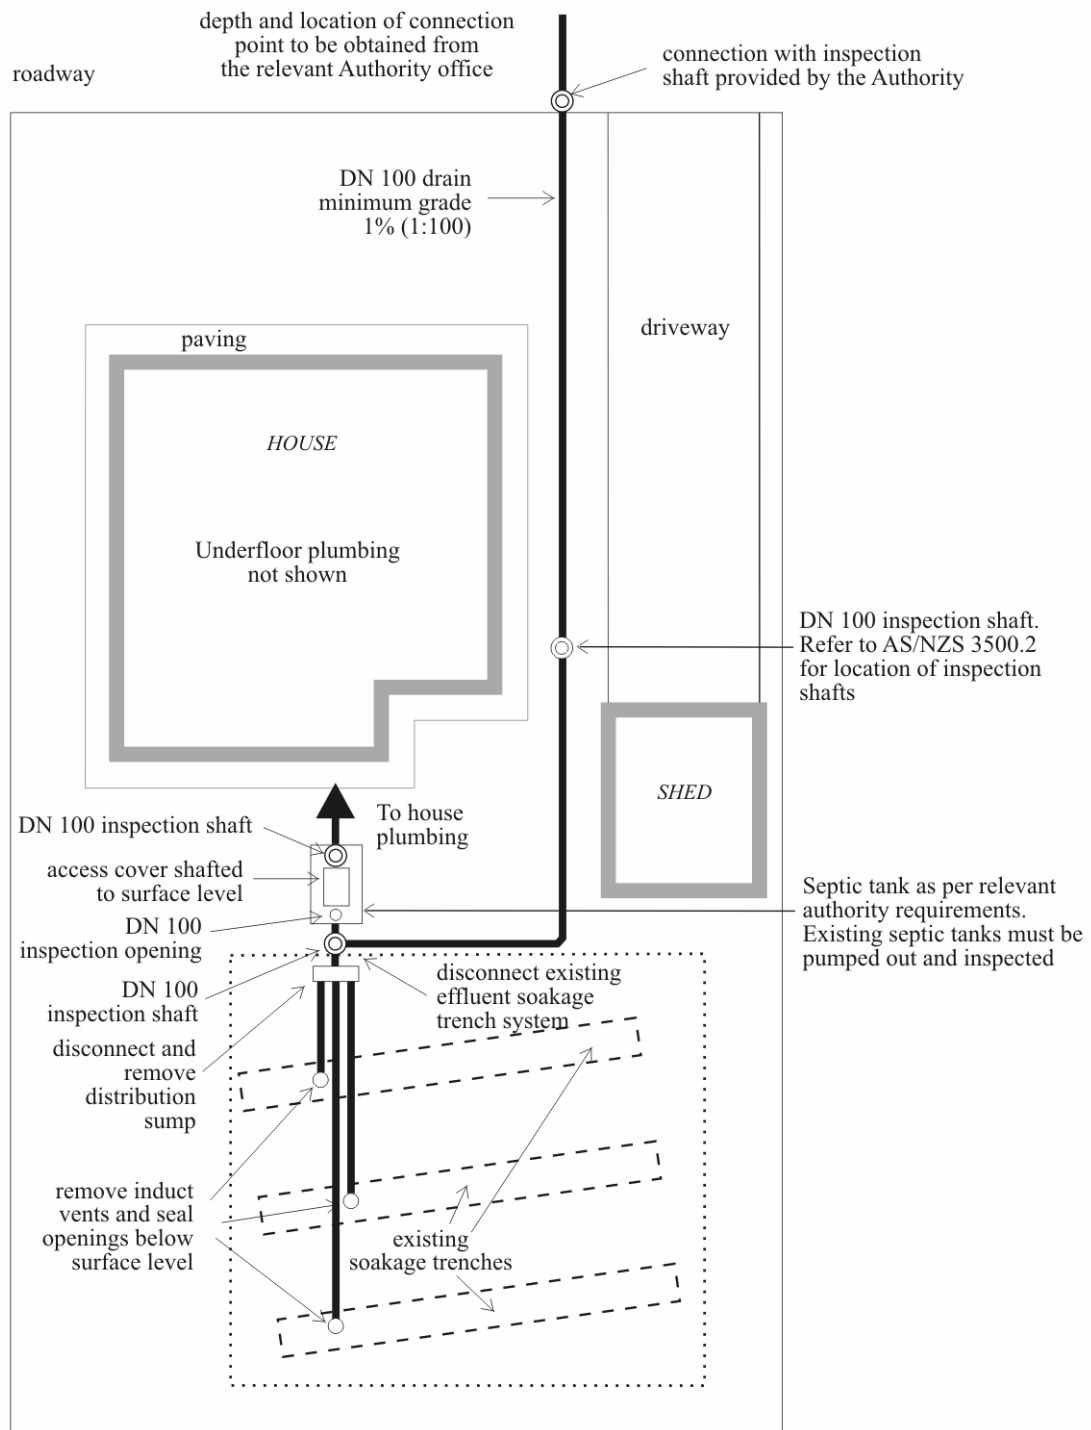 depth and location of connection
point to be obtained from
the relevant Authority office
roadway
connection with inspection
shaft provided by the Authority
DN 100 drain
minimum grade
1% (1:100)
driveway
paving
HOUSE
Underfloor plumbing
not shown
DN 100 inspection shaft.
Refer to AS/NZS 3500.2
for location of inspection
shafts
SHED
To house
plumbing
DN 100 inspection shaft
access cover shafted
to surface level
DN 100
inspection opening
Septic tank as per relevant
authority requirements.
Existing septic tanks must be
pumped out and inspected
DN 100
inspection shaft
disconnect existing
effluent soakage
trench system
disconnect and
remove
distribution
sump
remove induct
vents and seal
openings below
surface level
existing
soakage trenches